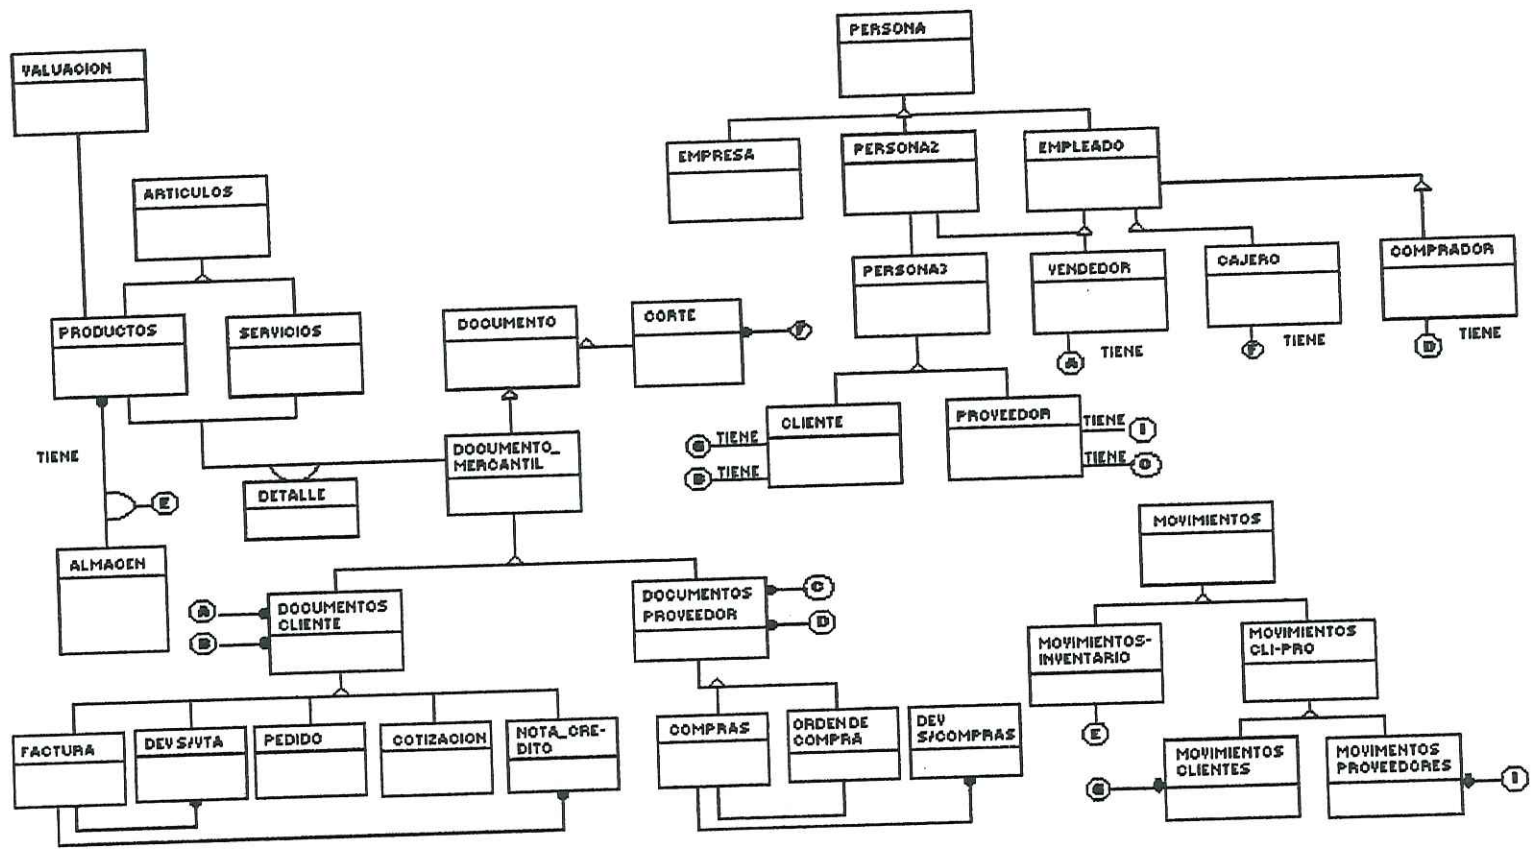 PERSONA
VALUACION
EMPRESA
PERSONA2
EMPLEADO
ARTICULOS
PERSONA3
VENDEDOR
CAJERO
COMPRADOR
PRODUCTOS
SERVICIOS
DOCUMENTO
CORTE
F
A
TIENE
F
TIENE
D
TIENE
CLIENTE
PROVEEDOR
TIENE
I
G
TIENE
B
TIENE
TIENE
C
TIENE
DOCUMENTO_
MERCANTIL
DETALLE
E
ALMACEN
MOVIMIENTOS
A
B
DOCUMENTOS
CLIENTE
DOCUMENTOS
PROVEEDOR
C
D
MOVIMIENTOS-
INVENTARIO
MOVIMIENTOS
CLI-PRO
E
FACTURA
DEV S/VTA
PEDIDO
COTIZACION
NOTA_CRE-
DITO
COMPRAS
ORDEN DE
COMPRA
DEV
S/COMPRAS
MOVIMIENTOS
CLIENTES
MOVIMENTOS
PROVEEDORES
G
I